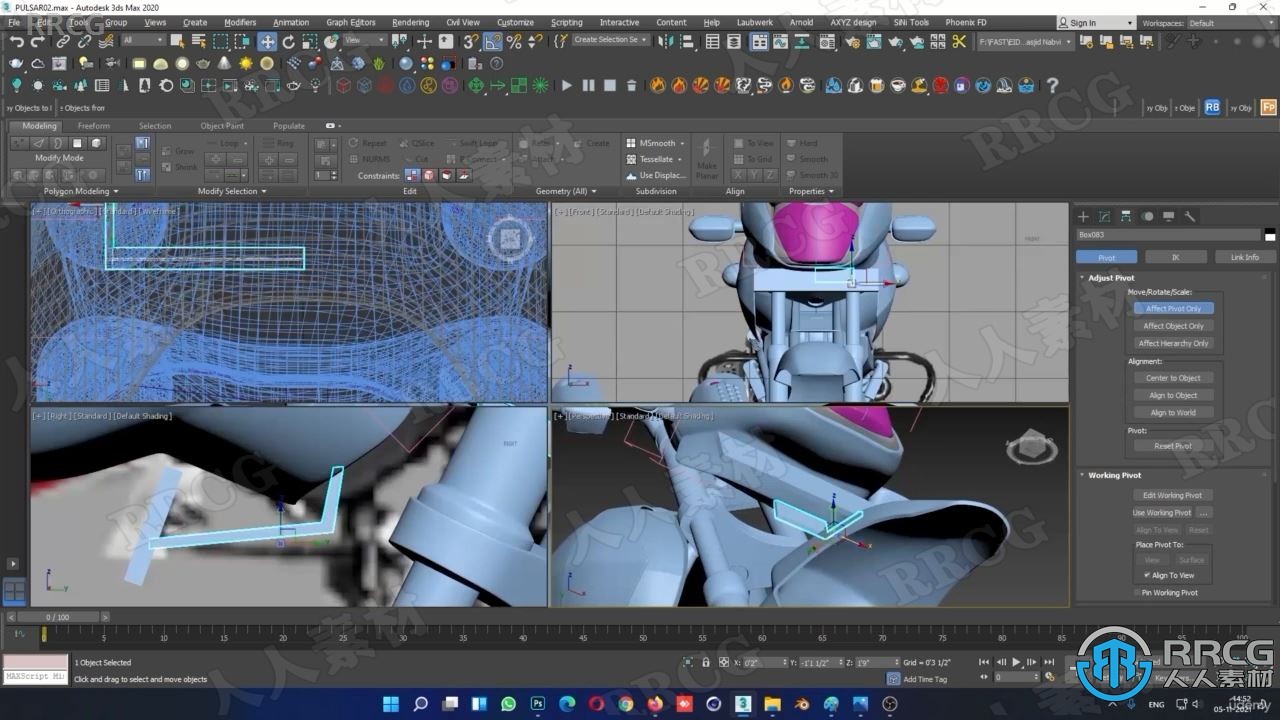 PULSAR02.max - Autodesk 3ds Max 2020
File Edit Tools Group Views Create Modifiers Animation Graph Editors Rendering Civil View Customize Scripting Interactive Content Help Laubwerk Arnold AXYZ design SiNi Tools Phoenix FD Sign In Workspaces: Default
All View Create Selection Se
Modeling Freeform Selection Object Paint Populate
Grow Loop Ring Repeat QSlice Swift Loop Create MSmooth To View Hard
Modify Mode Shrink NURMS Cut Attach Tessellate Make Planar To Grid Smooth
Constraints: Use Displac... X Y Z Smooth 30
Polygon Modeling Modify Selection Edit Geometry (All) Subdivision Align Properties
[+] [Orthographic] [Standard] [Wireframe]
[+] [Front] [Standard] [Default Shading]
FRONT
Box083
Pivot IK Link Info
Adjust Pivot
Move/Rotate/Scale:
Affect Pivot Only
Affect Object Only
Affect Hierarchy Only
Alignment:
Center to Object
Align to Object
Align to World
[+] [Right] [Standard] [Default Shading]
[+] [Perspective] [Standard] [Default Shading]
RIGHT
Pivot:
Reset Pivot
Working Pivot
Edit Working Pivot
Use Working Pivot ...
Align To View Reset
Place Pivot To:
View Surface
Align To View
Pin Working Pivot
0 / 100
0 5 10 15 20 25 30 35 40 45 50 55 60 65 70 75 80 85 90 95 100
1 Object Selected X: 0'2" Y: -1'1 1/2" Z: 1'9" Grid = 0'3 1/2"
MAXScript Mi
Click and drag to select and move objects
Add Time Tag
0
RRCG
人人素材
ENG
14:52
05-11-2021
Udemy